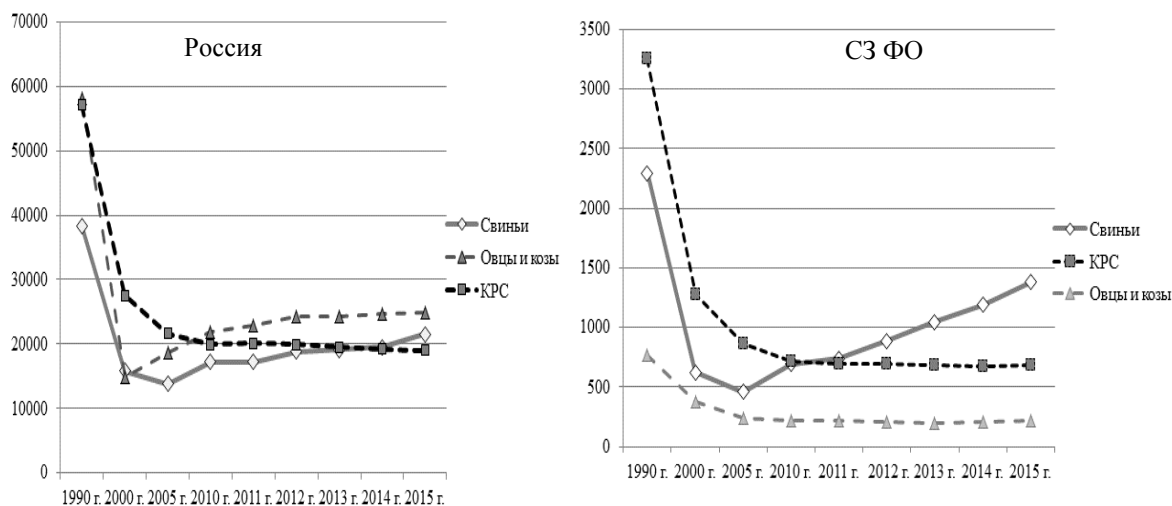 Россия
70000
60000
50000
40000
30000
20000
10000
0
1990 г. 2000 г. 2005 г. 2010 г. 2011 г. 2012 г. 2013 г. 2014 г. 2015 г.
Свиньи
Овцы и козы
КРС
СЗ ФО
3500
3000
2500
2000
1500
1000
500
0
1990 г. 2000 г. 2005 г. 2010 г. 2011 г. 2012 г. 2013 г. 2014 г. 2015 г.
Свиньи
КРС
Овцы и козы